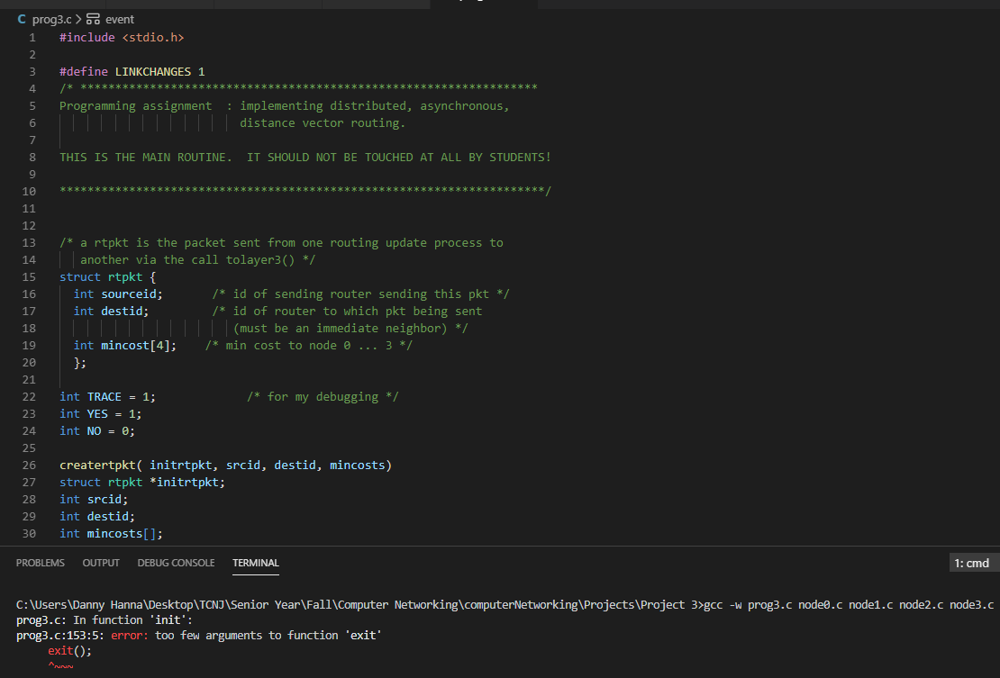 C prog3.c > event
1 #include <stdio.h>
2
3 #define LINKCHANGES 1
4 /* ******************************************************************
5 Programming assignment : implementing distributed, asynchronous,
6 distance vector routing.
7
8 THIS IS THE MAIN ROUTINE. IT SHOULD NOT BE TOUCHED AT ALL BY STUDENTS!
9
10 **********************************************************************/
11
12
13 /* a rtpkt is the packet sent from one routing update process to
14 another via the call tolayer3() */
15 struct rtpkt {
16 int sourceid; /* id of sending router sending this pkt */
17 int destid; /* id of router to which pkt being sent
18 (must be an immediate neighbor) */
19 int mincost[4]; /* min cost to node 0 ... 3 */
20 };
21
22 int TRACE = 1; /* for my debugging */
23 int YES = 1;
24 int NO = 0;
25
26 creatertpkt( initrtpkt, srcid, destid, mincosts)
27 struct rtpkt *initrtpkt;
28 int srcid;
29 int destid;
30 int mincosts[];
PROBLEMS OUTPUT DEBUG CONSOLE TERMINAL 1: cmd
C:\Users\Danny Hanna\Desktop\TCNJ\Senior Year\Fall\Computer Networking\computerNetworking\Projects\Project 3>gcc -w prog3.c node0.c node1.c node2.c node3.c
prog3.c: In function 'init':
prog3.c:153:5: error: too few arguments to function 'exit'
exit();
^~~~